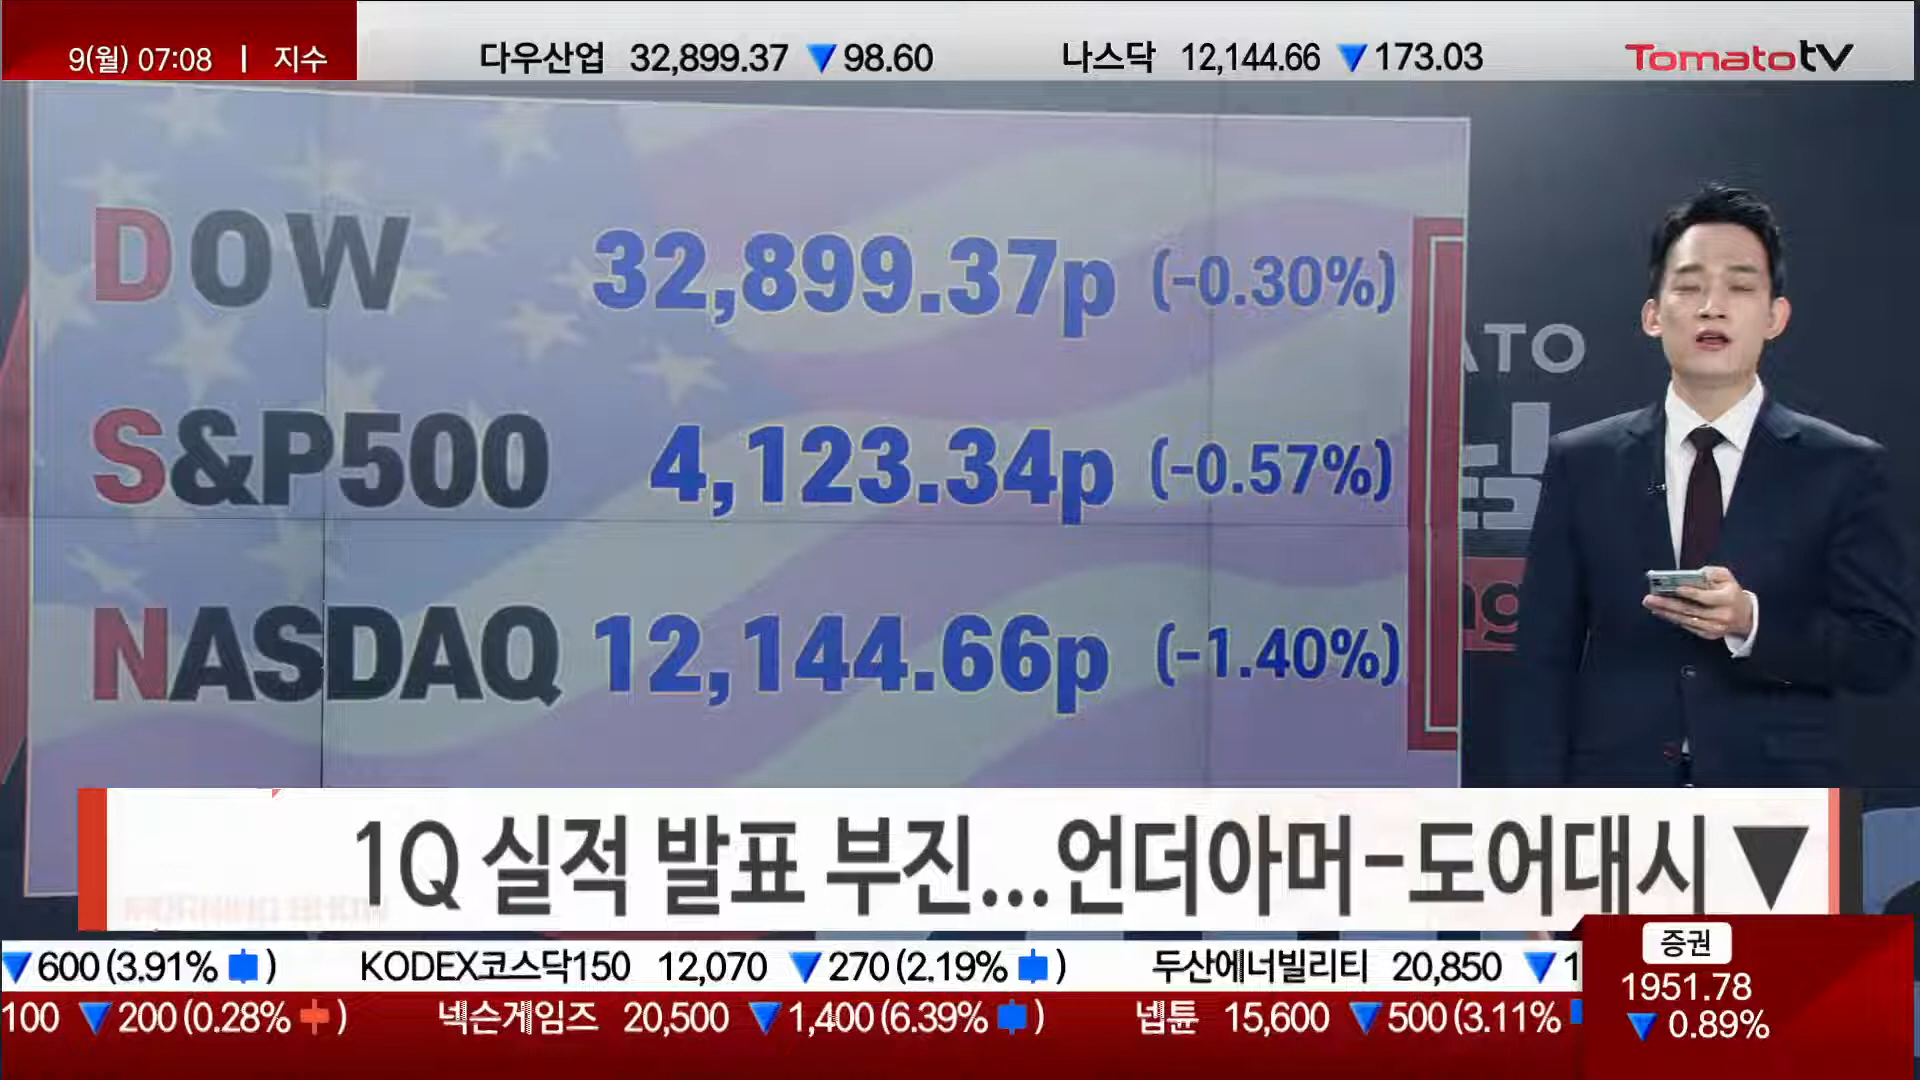 9(월) 07:08 | 지수
다우산업 32,899.37 ▼98.60
나스닥 12,144.66 ▼173.03
Tomatotv
DOW 32,899.37p (-0.30%)
S&P500 4,123.34p (-0.57%)
NASDAQ 12,144.66p (-1.40%)
ATO
1Q 실적 발표 부진...언더아머-도어대시 ▼
▼600(3.91% ) KODEX코스닥150 12,070 ▼270(2.19% ) 두산에너빌리티 20,850 ▼1
100 ▼200(0.28% ) 넥슨게임즈 20,500 ▼1,400(6.39% ) 넵튠 15,600 ▼500(3.11%
증권
1951.78
▼ 0.89%